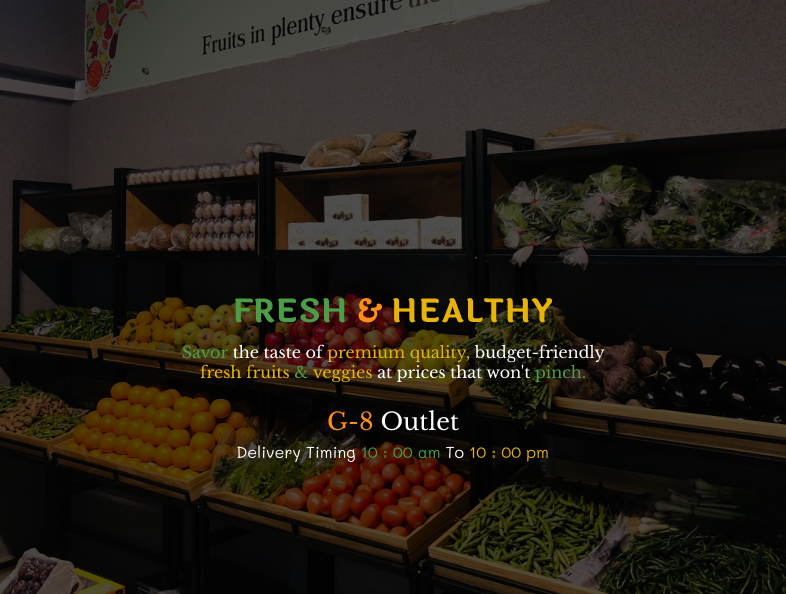 Fruits in plenty ensure the
FRESH & HEALTHY
Savor the taste of premium quality, budget-friendly
fresh fruits & veggies at prices that won't pinch.
G-8 Outlet
Delivery Timing 10 : 00 am To 10 : 00 pm